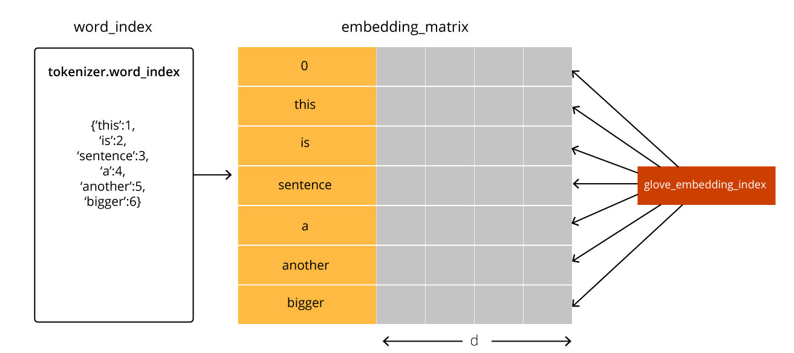 word_index
embedding_matrix
tokenizer.word_index
{'this':1,
'is':2,
‘sentence’:3,
‘a’:4,
‘another’:5,
‘bigger’:6}
0
this
is
sentence
a
another
bigger
glove_embedding_index
d